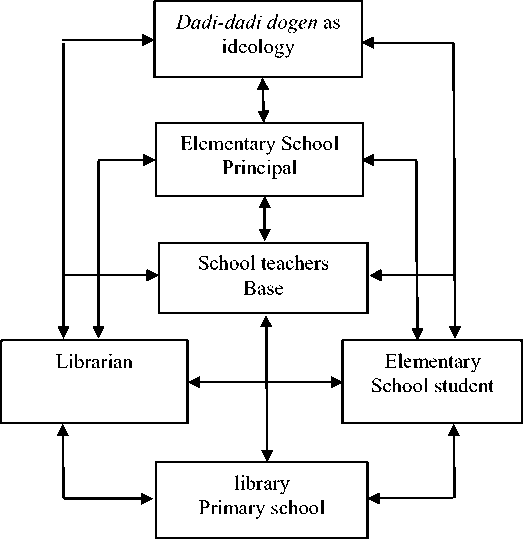 Dadi-dadi dogen as
ideology
Elementary School
Principal
School teachers
Base
Librarian
Elementary
School student
library
Primary school